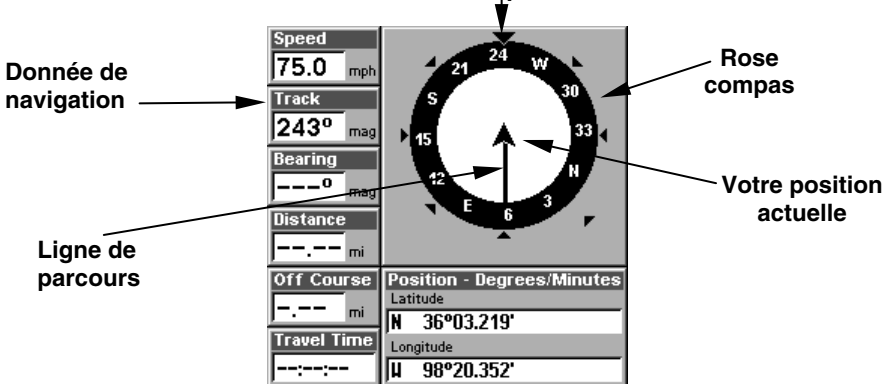 Donnée de
navigation
Ligne de
parcours
Speed
75.0 mph
Track
243º mag
Bearing
---º mag
Distance
--.-- mi
Off Course
-.-- mi
Travel Time
--:--:--
24
W
30
33
N
3
6
E
12
15
S
21
Position - Degrees/Minutes
Latitude
N 36º03.219'
Longitude
W 98º20.352'
Rose
compas
Votre position
actuelle